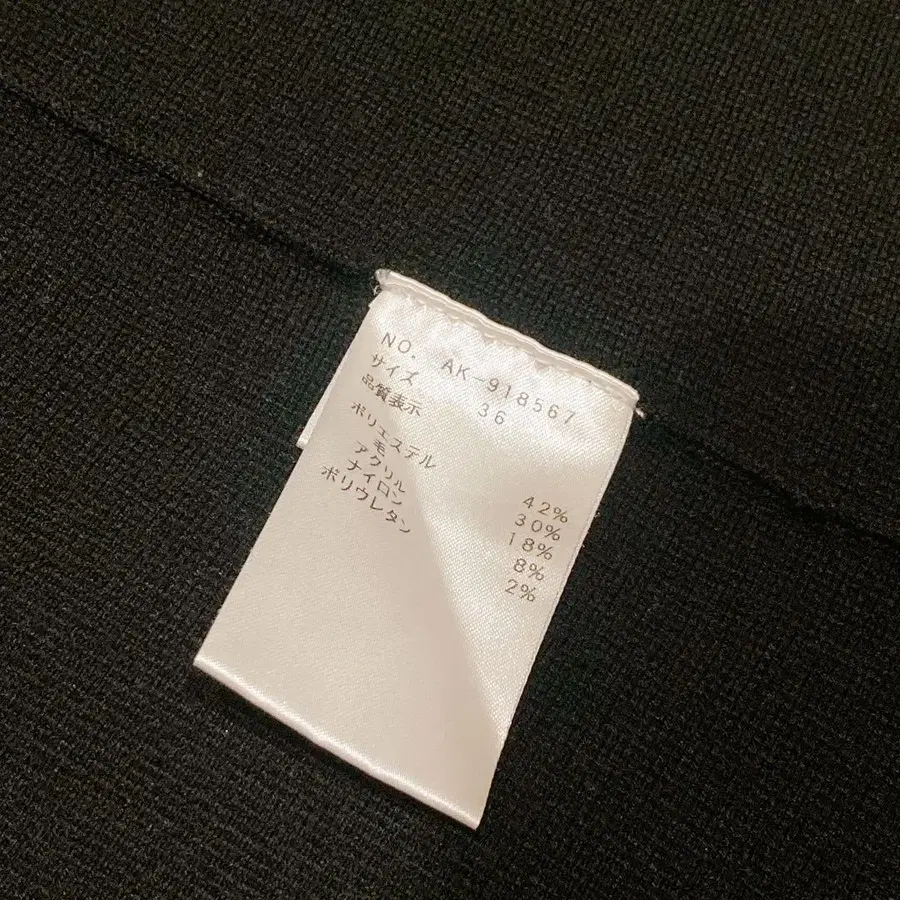 NO. AK-918567
サイズ 36
品質表示
ポリエステル 42%
毛 30%
アクリル 18%
ナイロン 8%
ポリウレタン 2%